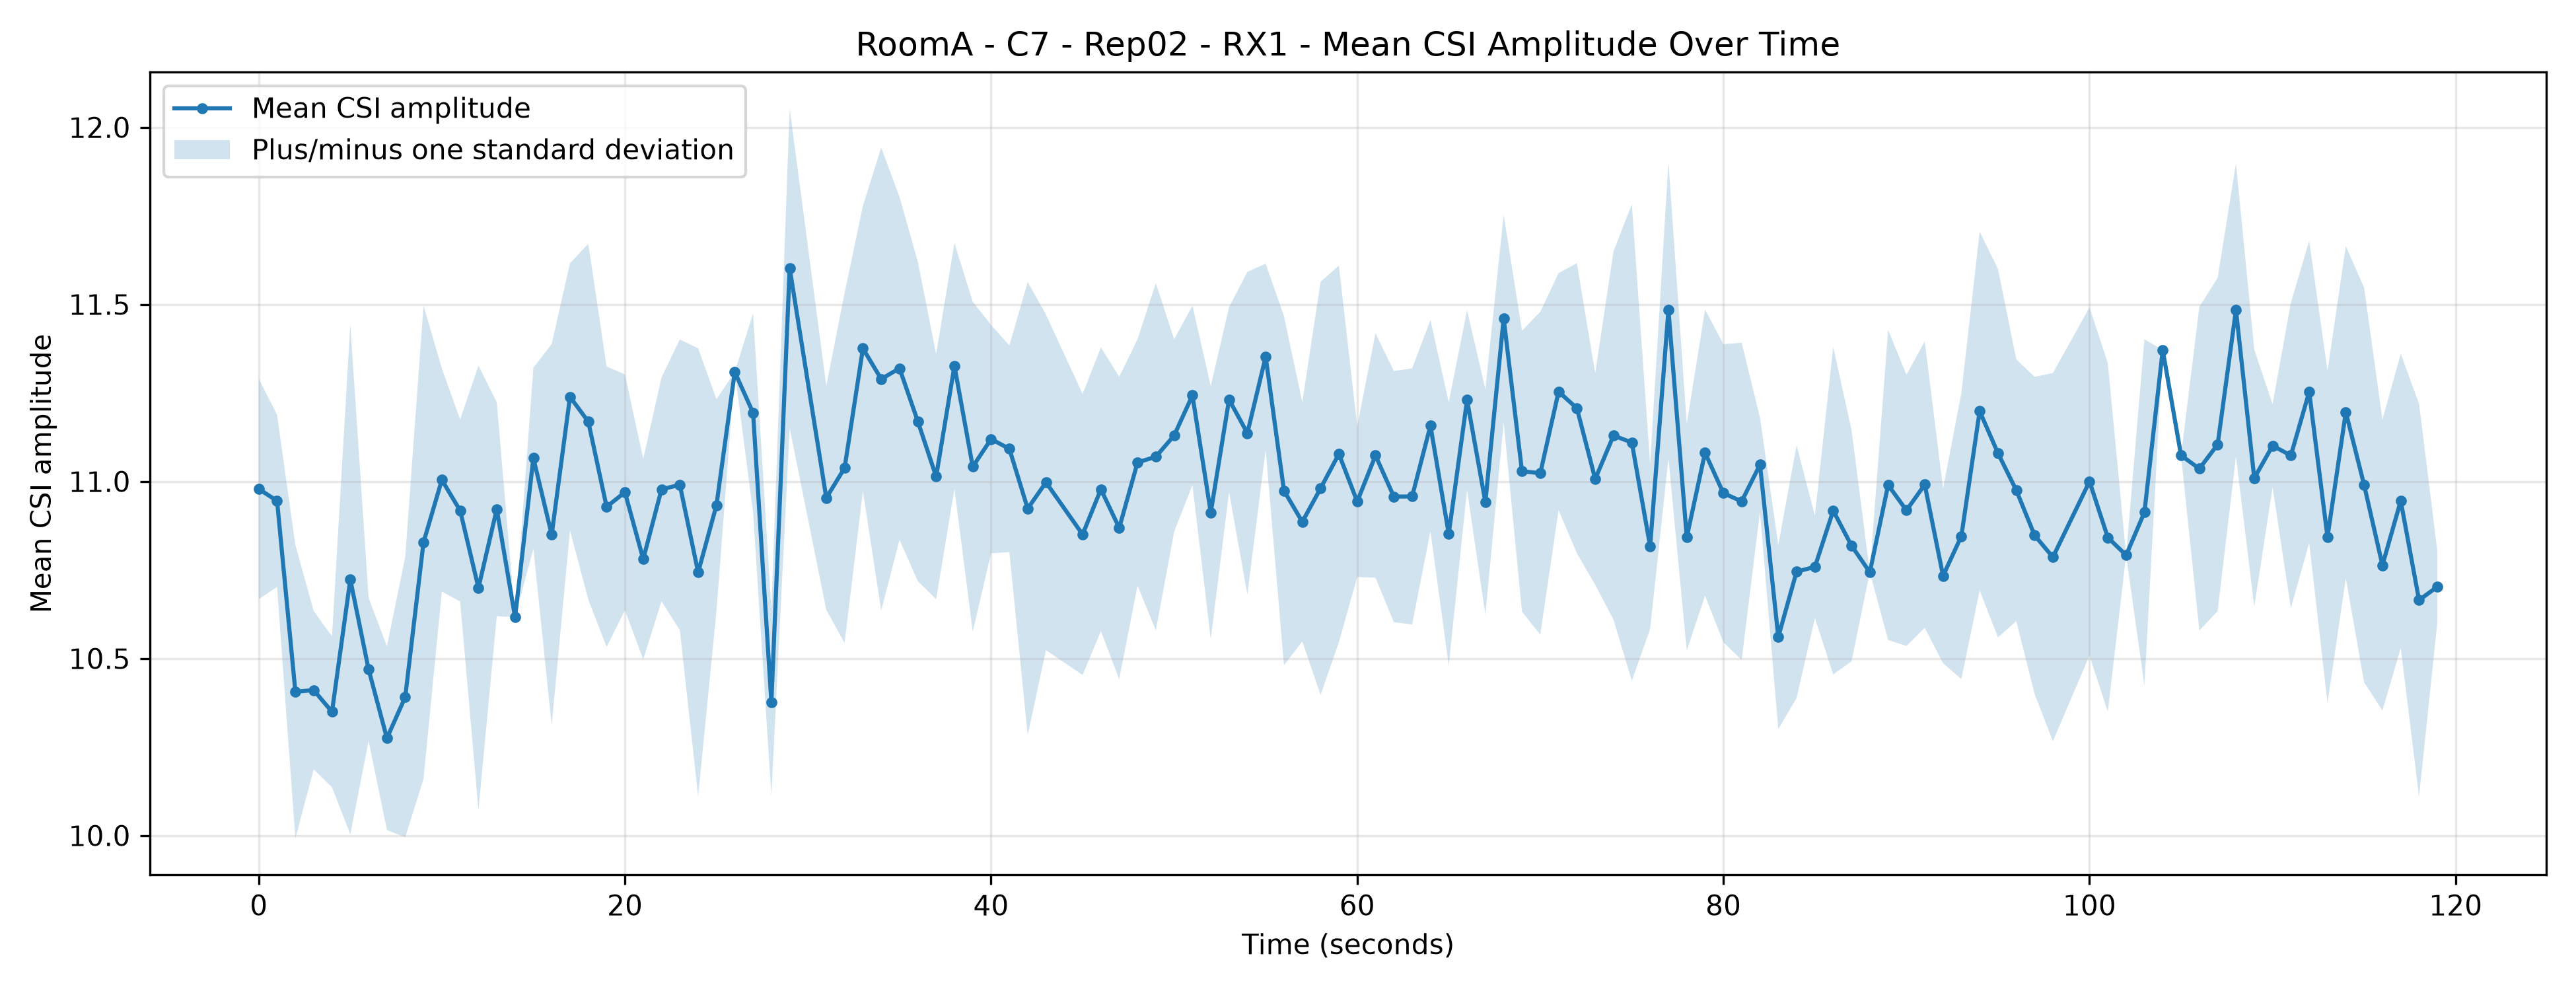 RoomA - C7 - Rep02 - RX1 - Mean CSI Amplitude Over Time
Mean CSI amplitude
Plus/minus one standard deviation
12.0
11.5
11.0
10.5
10.0
Mean CSI amplitude
0 20 40 60 80 100 120
Time (seconds)